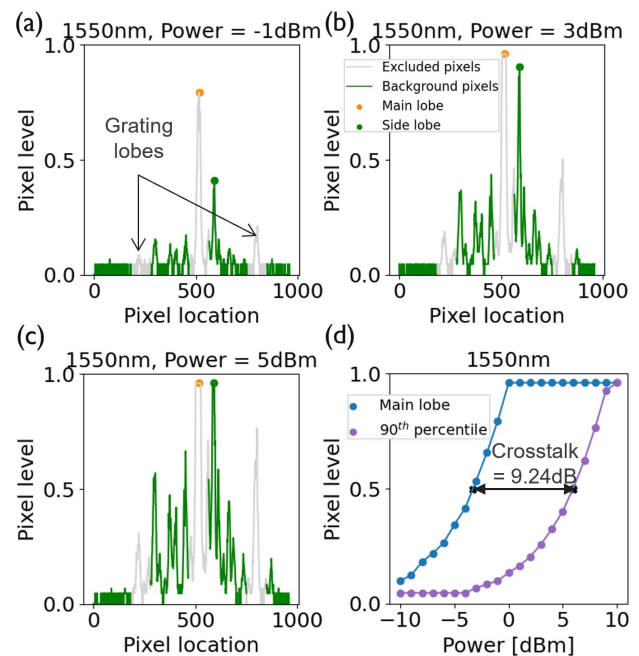 (a)
1550nm, Power = -1dBm
1.0
Grating
lobes
Pixel level
0.5
0.0
0
500
1000
Pixel location
(b)
1550nm, Power = 3dBm
1.0
Excluded pixels
Background pixels
Main lobe
Side lobe
Pixel level
0.5
0.0
0
500
1000
Pixel location
(c)
1550nm, Power = 5dBm
1.0
Pixel level
0.5
0.0
0
500
1000
Pixel location
(d)
1550nm
1.0
Main lobe
90th percentile
Crosstalk
= 9.24dB
Pixel level
0.5
0.0
−10
−5
0
5
10
Power [dBm]